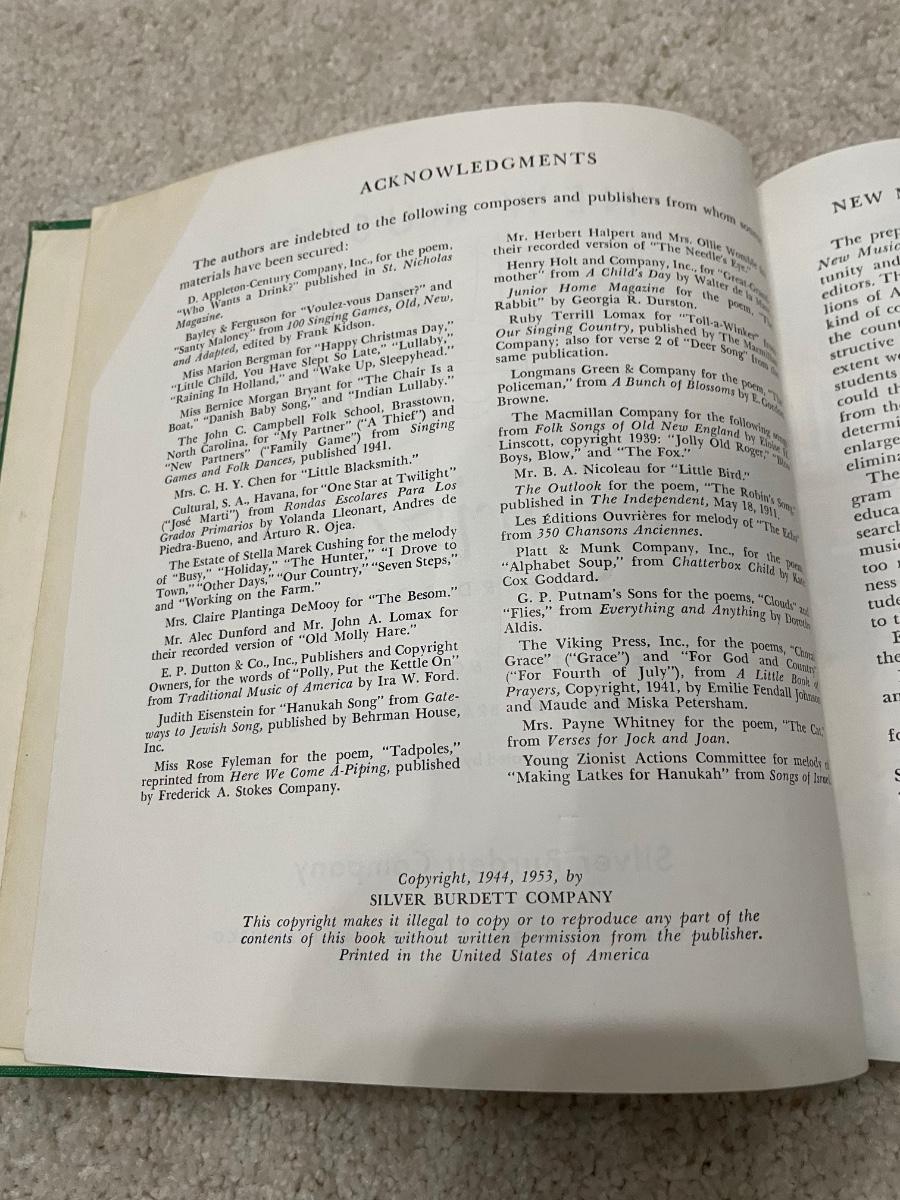 ACKNOWLEDGMENTS
The authors are indebted to the following composers and publishers from whom
materials have been secured:
D. Appleton-Century Company, Inc., for the poem,
"Who Wants a Drink?" published in St. Nicholas
Magazine.
Bayley & Ferguson for "Voulez-vous Danser?" and
"Santy Maloney" from 100 Singing Games, Old, New,
and Adapted, edited by Frank Kidson.
Miss Marion Bergman for "Happy Christmas Day,"
"Little Child, You Have Slept So Late," "Lullaby,"
"Raining In Holland," and "Wake Up, Sleepyhead."
Miss Bernice Morgan Bryant for "The Chair Is a
Boat," "Danish Baby Song," and "Indian Lullaby."
The John C. Campbell Folk School, Brasstown,
North Carolina, for "My Partner" ("A Thief") and
"New Partners" ("Family Game") from Singing
Games and Folk Dances, published 1941.
Mrs. C. H. Y. Chen for "Little Blacksmith."
Cultural, S. A., Havana, for "One Star at Twilight"
("José Marti") from Rondas Escolares Para Los
Grados Primarios by Yolanda Lleonart, Andres de
Piedra-Bueno, and Arturo R. Ojea.
The Estate of Stella Marek Cushing for the melody
of "Busy," "Holiday," "The Hunter," "I Drove to
Town," "Other Days," "Our Country," "Seven Steps,"
and "Working on the Farm."
Mrs. Claire Plantinga DeMooy for "The Besom."
Mr. Alec Dunford and Mr. John A. Lomax for
their recorded version of "Old Molly Hare."
E. P. Dutton & Co., Inc., Publishers and Copyright
Owners, for the words of "Polly, Put the Kettle On"
from Traditional Music of America by Ira W. Ford.
Judith Eisenstein for "Hanukah Song" from Gate-
ways to Jewish Song, published by Behrman House,
Inc.
Miss Rose Fyleman for the poem, "Tadpoles,"
reprinted from Here We Come A-Piping, published
by Frederick A. Stokes Company.
Mr. Herbert Halpert and Mrs. Ollie
their recorded version of "The Needle's Eye."
Henry Holt and Company, Inc., for
mother" from A Child's Day by Walter de la
Junior Home Magazine for the poem,
Rabbit" by Georgia R. Durston.
Ruby Terrill Lomax for "Toll-a-Winker" from
Our Singing Country, published by The
Company; also for verse 2 of "Deer Song" from the
same publication.
Longmans Green & Company for the poem,
Policeman," from A Bunch of Blossoms by E.
Browne.
The Macmillan Company for the following
from Folk Songs of Old New England by
Linscott, copyright 1939: "Jolly Old Roger,"
Boys, Blow," and "The Fox."
Mr. B. A. Nicoleau for "Little Bird."
The Outlook for the poem, "The Robin's Song,"
published in The Independent, May 18, 1911.
Les Éditions Ouvrières for melody of "The
from 350 Chansons Anciennes.
Platt & Munk Company, Inc., for the poem
"Alphabet Soup," from Chatterbox Child by
Cox Goddard.
G. P. Putnam's Sons for the poems, "Clouds" and
"Flies," from Everything and Anything by Dorothy
Aldis.
The Viking Press, Inc., for the poems,
Grace" ("Grace") and "For God and Country"
("For Fourth of July"), from A Little Book of
Prayers, Copyright, 1941, by Emilie Fendall Johnson
and Maude and Miska Petersham.
Mrs. Payne Whitney for the poem, "The Cat,"
from Verses for Jock and Joan.
Young Zionist Actions Committee for melody
"Making Latkes for Hanukah" from Songs of
Copyright, 1944, 1953, by
SILVER BURDETT COMPANY
This copyright makes it illegal to copy or to reproduce any part of the
contents of this book without written permission from the publisher.
Printed in the United States of America
NEW
The
New Music
tunity and
editors.
lions of
kind of
the
structive
extent
students
could
from
enlarge
The
gram
music
too
ness
to